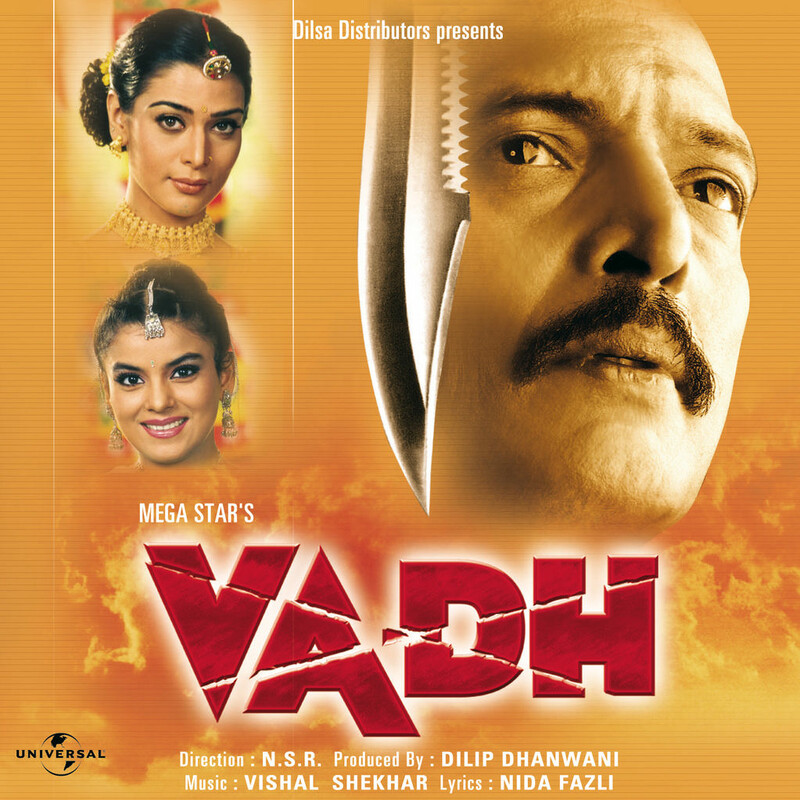 Dilsa Distributors presents
MEGA STAR'S
VADH
UNIVERSAL
Direction : N.S.R. Produced By : DILIP DHANWANI
Music : VISHAL SHEKHAR Lyrics : NIDA FAZLI